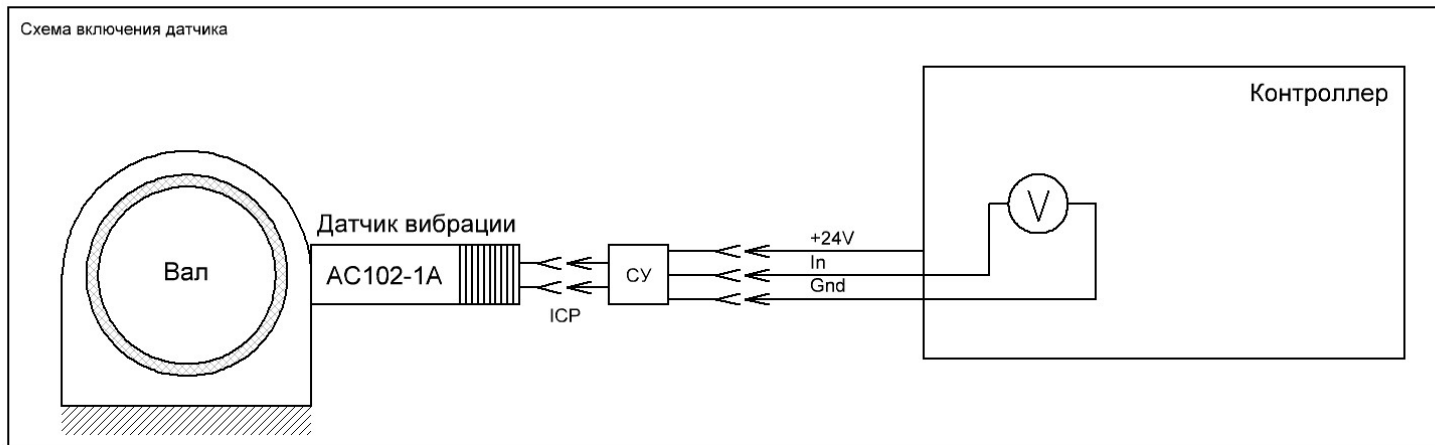 Схема включения датчика
Контроллер
Датчик вибрации
+24V
V
Вал
AC102-1A
СУ
In
Gnd
ICP